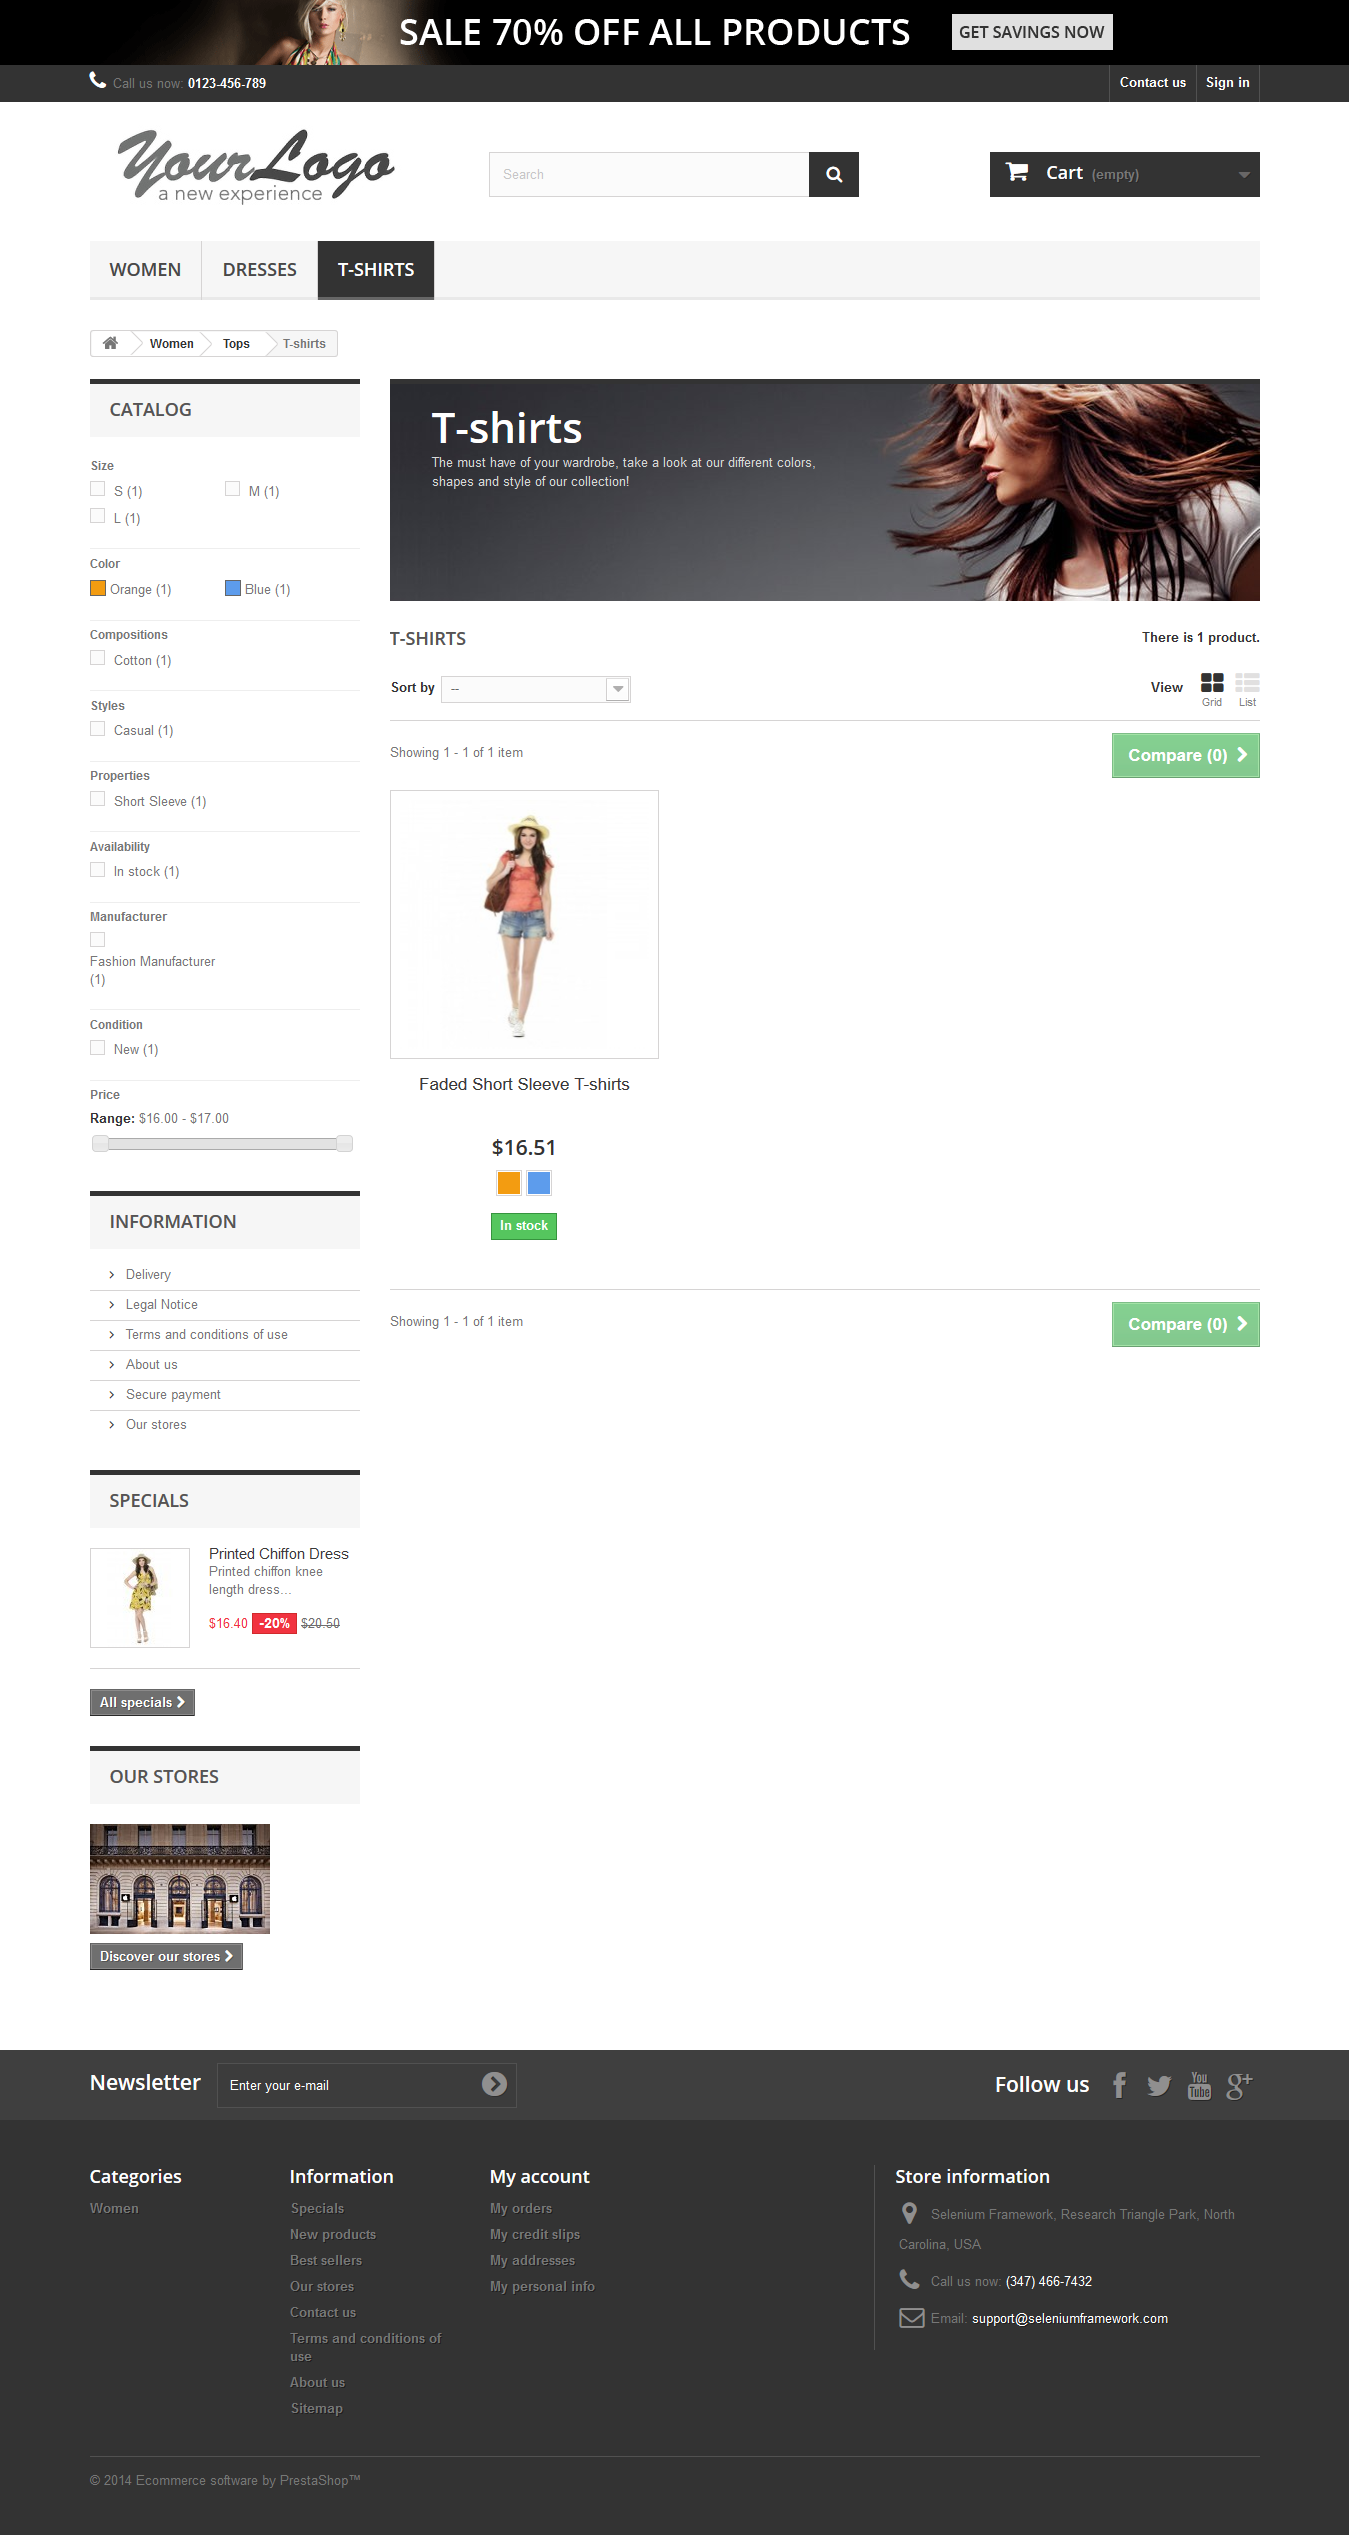 SALE 70% OFF ALL PRODUCTS
GET SAVINGS NOW
Call us now: 0123-456-789
Contact us
Sign in
YourLogo
a new experience
Search
Cart (empty)
WOMEN
DRESSES
T-SHIRTS
Women
Tops
T-shirts
CATALOG
Size
S (1)
M (1)
L (1)
Color
Orange (1)
Blue (1)
Compositions
Cotton (1)
Styles
Casual (1)
Properties
Short Sleeve (1)
Availability
In stock (1)
Manufacturer
Fashion Manufacturer
(1)
Condition
New (1)
Price
Range: $16.00 - $17.00
INFORMATION
Delivery
Legal Notice
Terms and conditions of use
About us
Secure payment
Our stores
SPECIALS
Printed Chiffon Dress
Printed chiffon knee
length dress...
$16.40 -20% $20.50
All specials
OUR STORES
Discover our stores
T-shirts
The must have of your wardrobe, take a look at our different colors,
shapes and style of our collection!
T-SHIRTS
There is 1 product.
Sort by
--
View
Grid
List
Showing 1 - 1 of 1 item
Compare (0)
Faded Short Sleeve T-shirts
$16.51
In stock
Showing 1 - 1 of 1 item
Compare (0)
Newsletter
Enter your e-mail
Follow us
You
Tube
g+
Categories
Women
Information
Specials
New products
Best sellers
Our stores
Contact us
Terms and conditions of
use
About us
Sitemap
My account
My orders
My credit slips
My addresses
My personal info
Store information
Selenium Framework, Research Triangle Park, North
Carolina, USA
Call us now: (347) 466-7432
Email: support@seleniumframework.com
© 2014 Ecommerce software by PrestaShop™